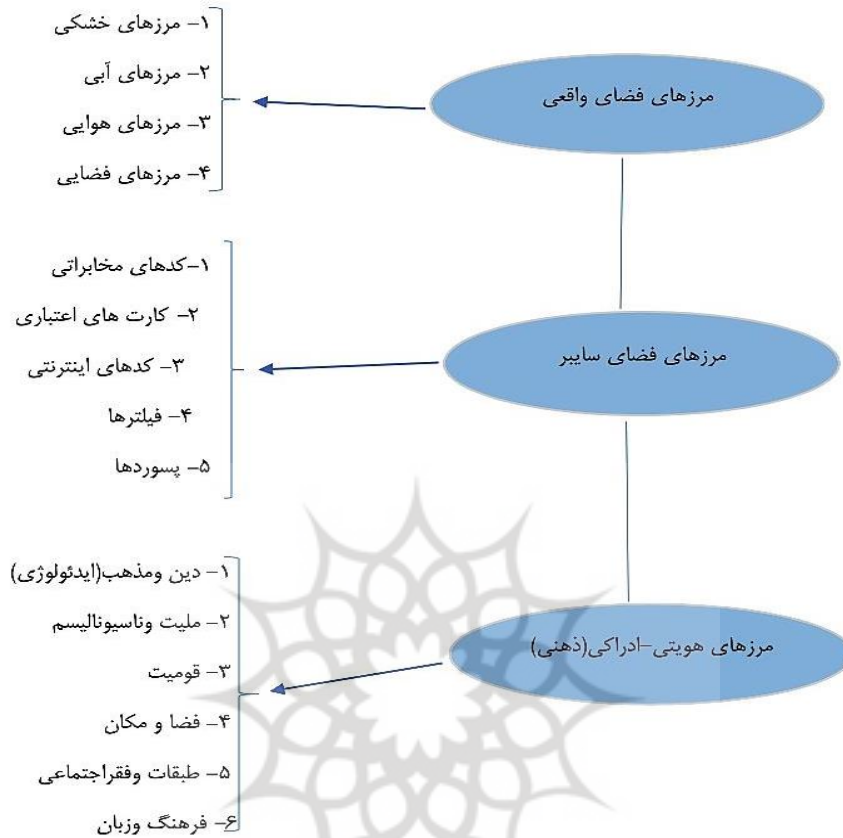 مرزهای فضای واقعی
۱- مرزهای خشکی
۲- مرزهای آبی
۳- مرزهای هوایی
۴- مرزهای فضایی
مرزهای فضای سایبر
۱-کدهای مخابراتی
۲- کارت های اعتباری
۳- کدهای اینترنتی
۴- فیلترها
۵- پسوردها
مرزهای هویتی-ادراکی(ذهنی)
۱- دین ومذهب(ایدئولوژی)
۲- ملیت وناسیونالیسم
۳- قومیت
۴- فضا و مکان
۵- طبقات وفقراجتماعی
۶- فرهنگ وزبان